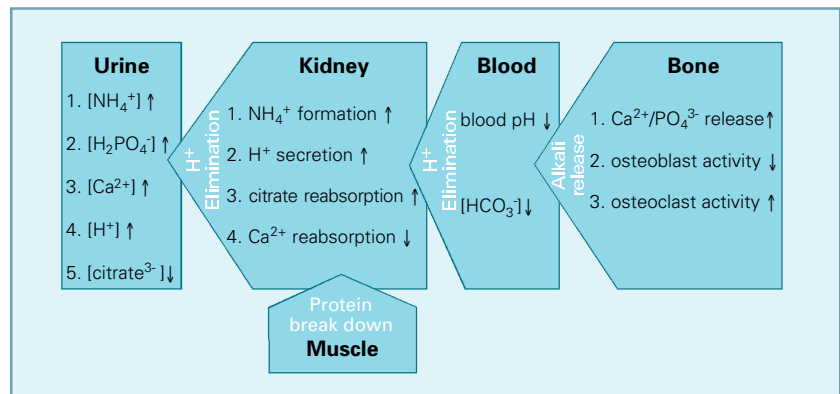 Urine
1. [NH₄⁺] ↑
2. [H₂PO₄⁻] ↑
3. [Ca²⁺] ↑
4. [H⁺] ↑
5. [citrate³⁻]↓
H⁺
Elimination
Kidney
1. NH₄⁺ formation ↑
2. H⁺ secretion ↑
3. citrate reabsorption ↑
4. Ca²⁺ reabsorption ↓
H⁺
Elimination
Blood
blood pH ↓
[HCO₃⁻]↓
Alkali
release
Bone
1. Ca²⁺/PO₄³⁻ release↑
2. osteoblast activity ↓
3. osteoclast activity ↑
Protein
break down
Muscle